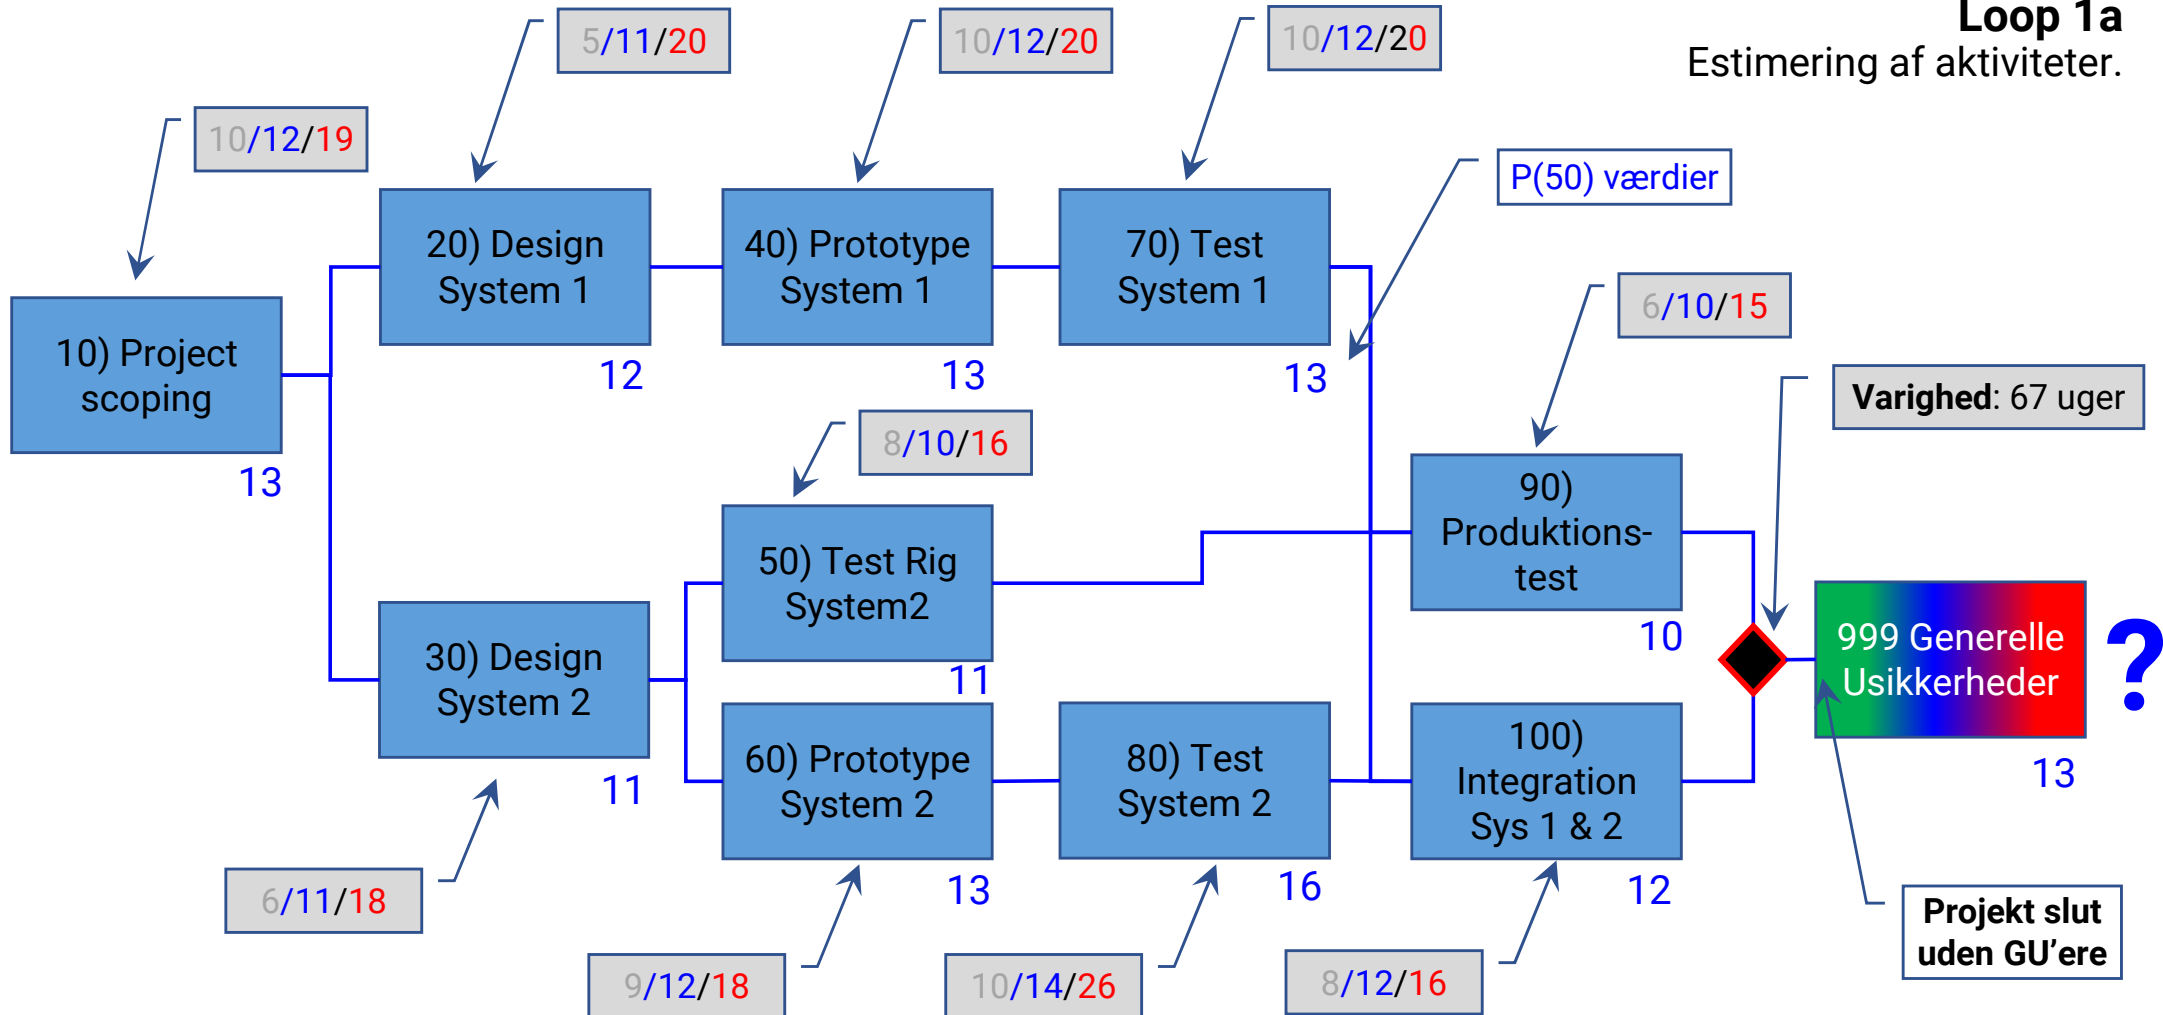 Loop 1a
Estimering af aktiviteter.
5/11/20
10/12/20
10/12/20
10/12/19
P(50) værdier
20) Design
System 1
40) Prototype
System 1
70) Test
System 1
6/10/15
10) Project
scoping
12
13
13
Varighed: 67 uger
8/10/16
13
90)
Produktions-
test
50) Test Rig
System2
10
999 Generelle
Usikkerheder
?
30) Design
System 2
11
60) Prototype
System 2
80) Test
System 2
100)
Integration
Sys 1 & 2
11
13
13
16
12
6/11/18
Projekt slut
uden GU’ere
9/12/18
10/14/26
8/12/16